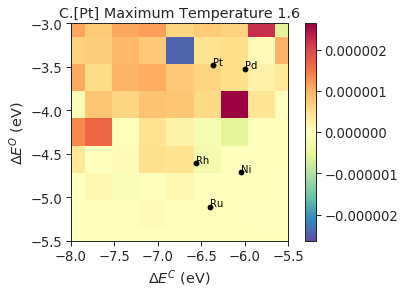 C.[Pt] Maximum Temperature 1.6
−3.0
−3.5
−4.0
−4.5
−5.0
−5.5
ΔE^O (eV)
Pt
Pd
Rh
Ni
Ru
−8.0 −7.5 −7.0 −6.5 −6.0 −5.5
ΔE^C (eV)
0.000002
0.000001
0.000000
−0.000001
−0.000002